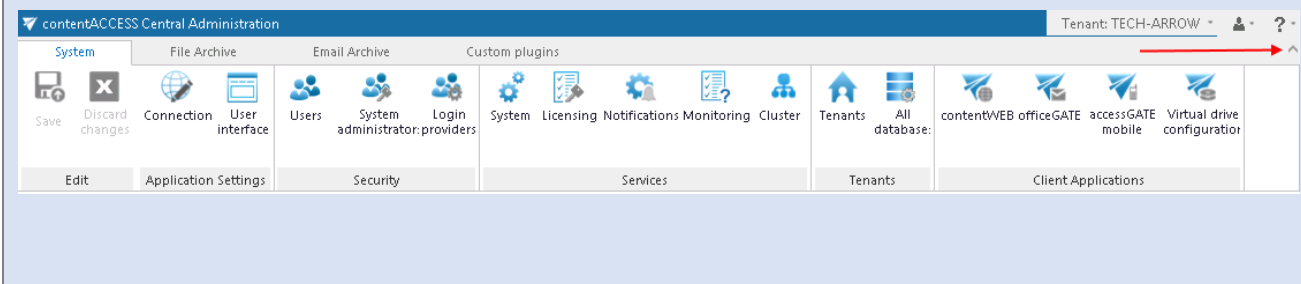 contentACCESS Central Administration
Tenant: TECH-ARROW
?
System
File Archive
Email Archive
Custom plugins
Save
Discard changes
Connection
User interface
Users
System administrator:
Login providers
System
Licensing
Notifications
Monitoring
Cluster
Tenants
All database:
contentWEB
officeGATE
accessGATE mobile
Virtual drive configuration
Edit
Application Settings
Security
Services
Tenants
Client Applications